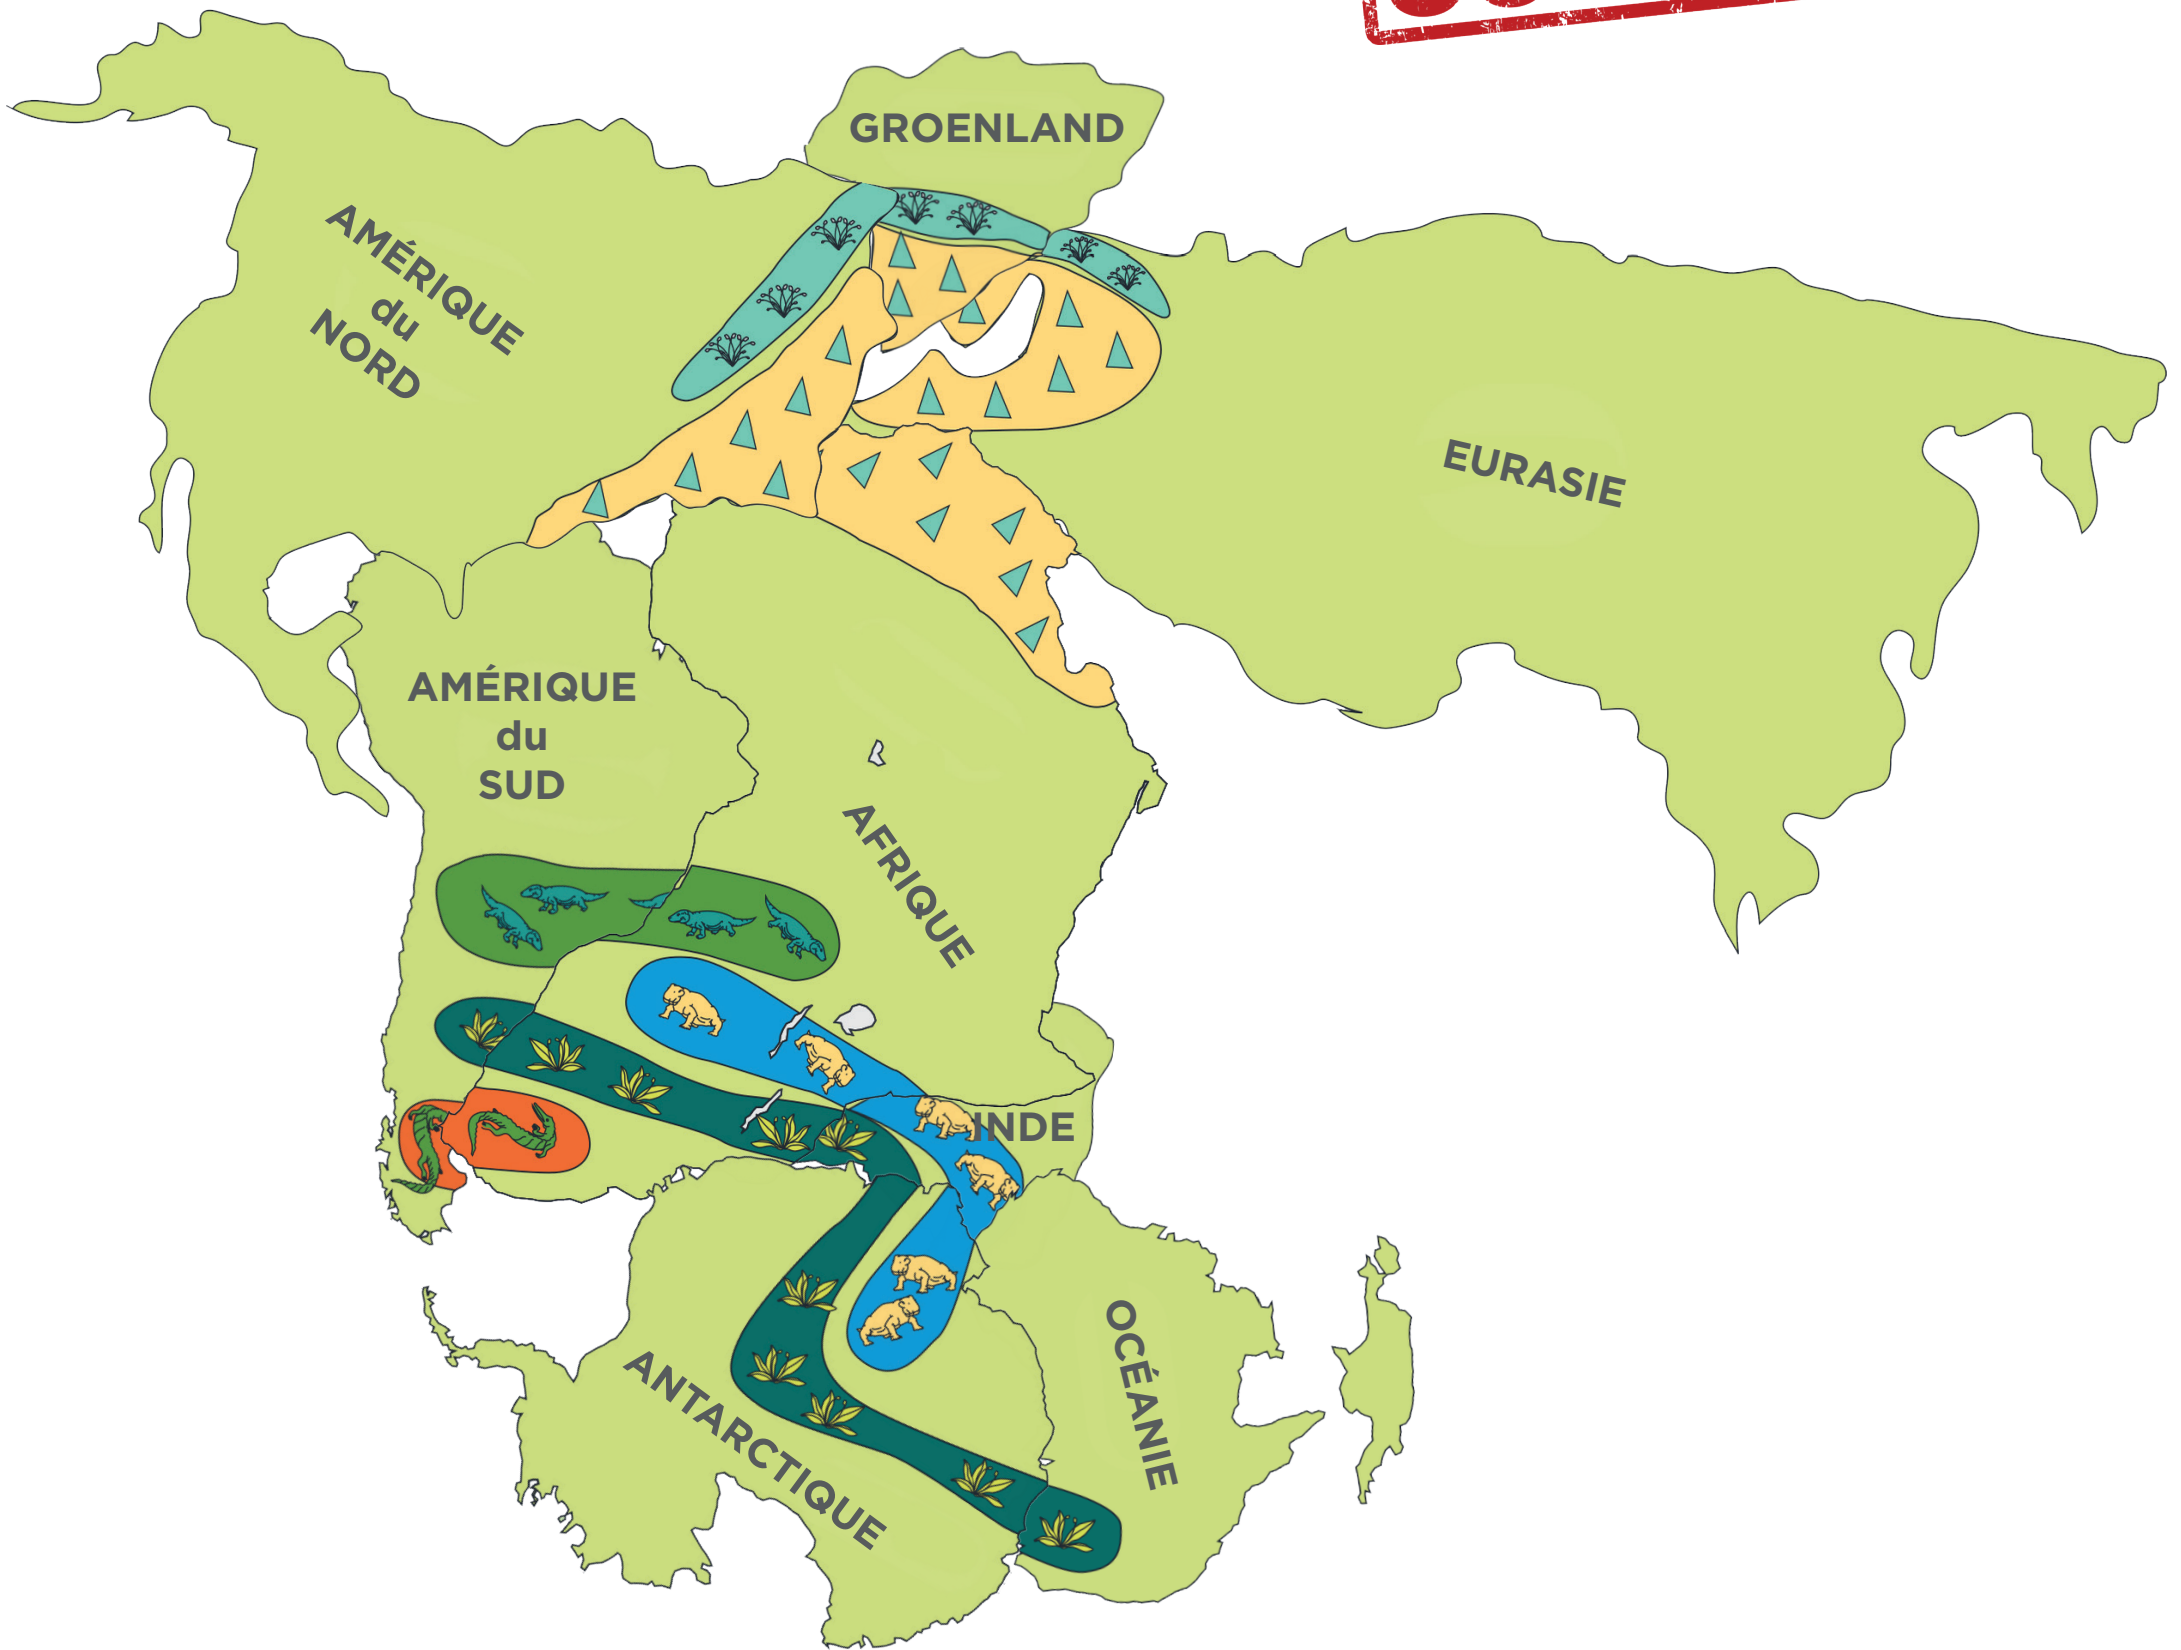 GROENLAND
AMÉRIQUE
du
NORD
EURASIE
AMÉRIQUE
du
SUD
AFRIQUE
INDE
OCÉANIE
ANTARCTIQUE